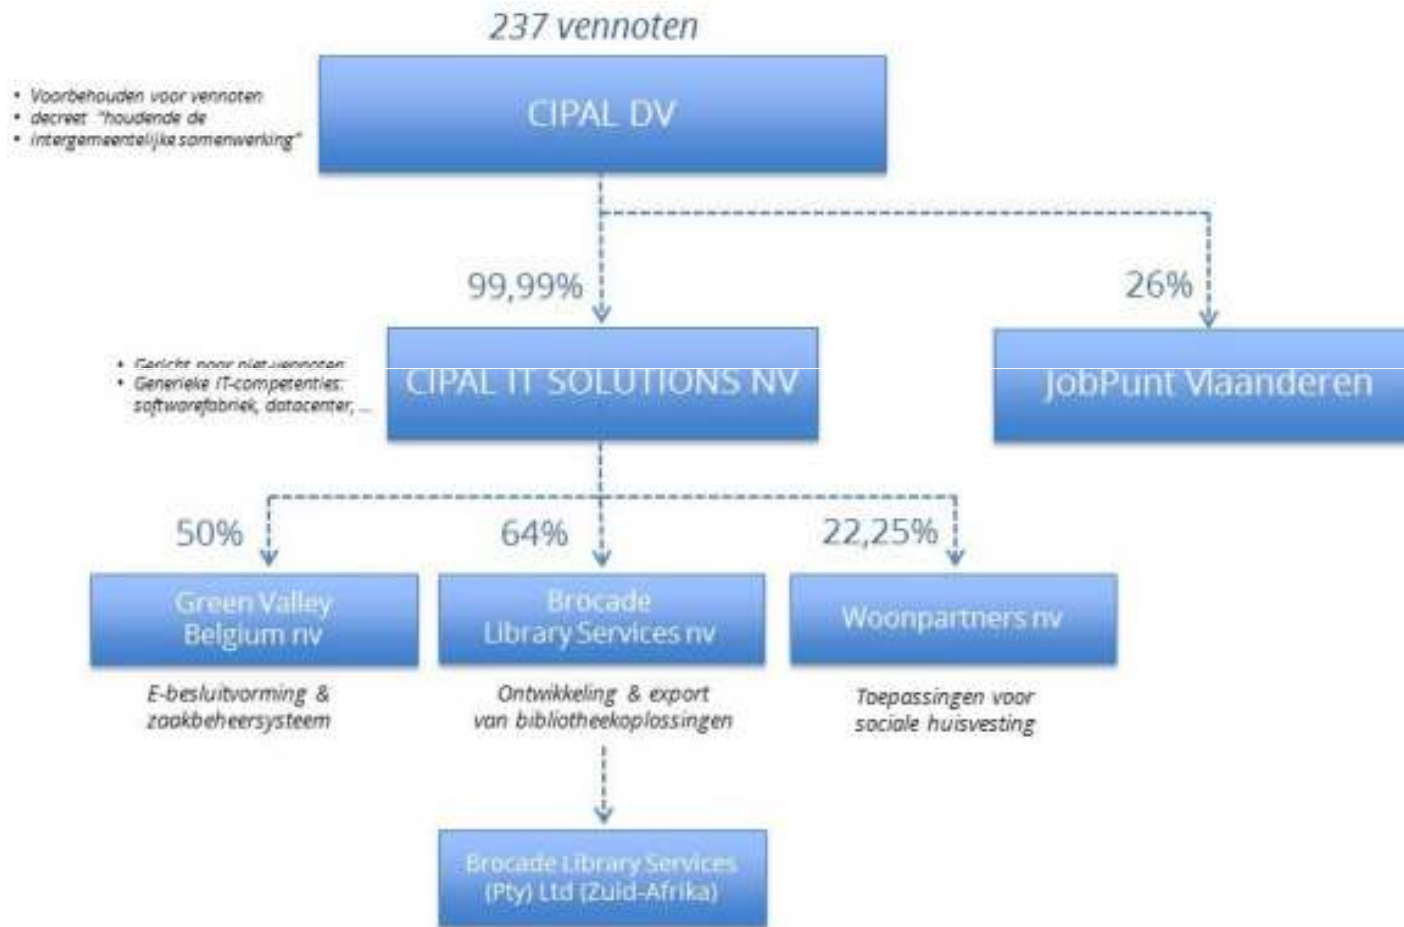 237 vennoten
CIPAL DV
• Voorbehouden voor vennoten
• decreet "houdende de
• intergemeentelijke samenwerking"
99,99%
26%
CIPAL IT SOLUTIONS NV
JobPunt Vlaanderen
• Gericht naar niet-vennoten
• Generieke IT-competenties:
softwarefabriek, datacenter, ...
50%
64%
22,25%
Green Valley
Belgium nv
Brocade
Library Services nv
Woonpartners nv
E-besluitvorming &
zaakbeheersysteem
Ontwikkeling & export
van bibliotheekoplossingen
Toepassingen voor
sociale huisvesting
Brocade Library Services
(Pty) Ltd (Zuid-Afrika)